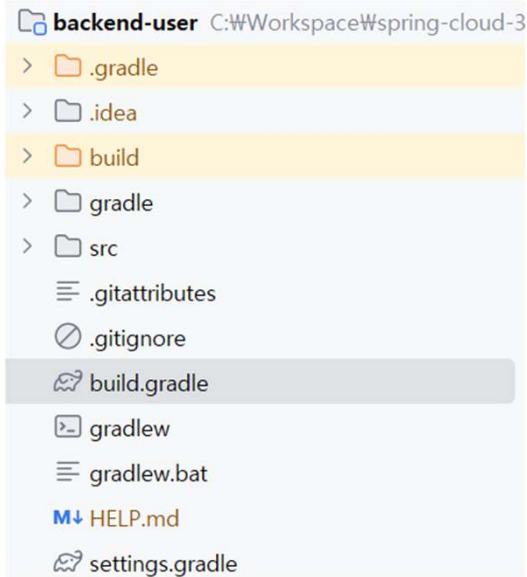 backend-user C:₩Workspace₩spring-cloud-3
.gradle
.idea
build
gradle
src
.gitattributes
.gitignore
build.gradle
gradlew
gradlew.bat
M↓ HELP.md
settings.gradle